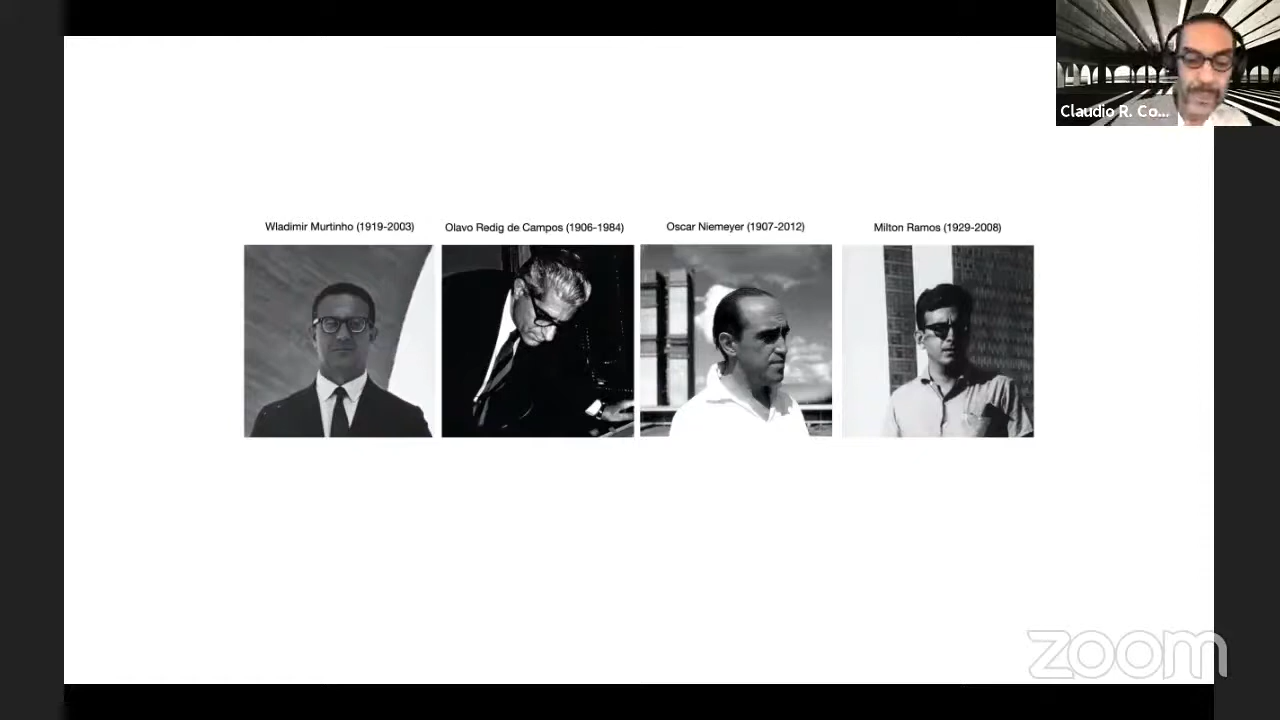 Claudio R. Co...
Wladimir Murtinho (1919-2003)
Olavo Redig de Campos (1906-1984)
Oscar Niemeyer (1907-2012)
Milton Ramos (1929-2008)
zoom